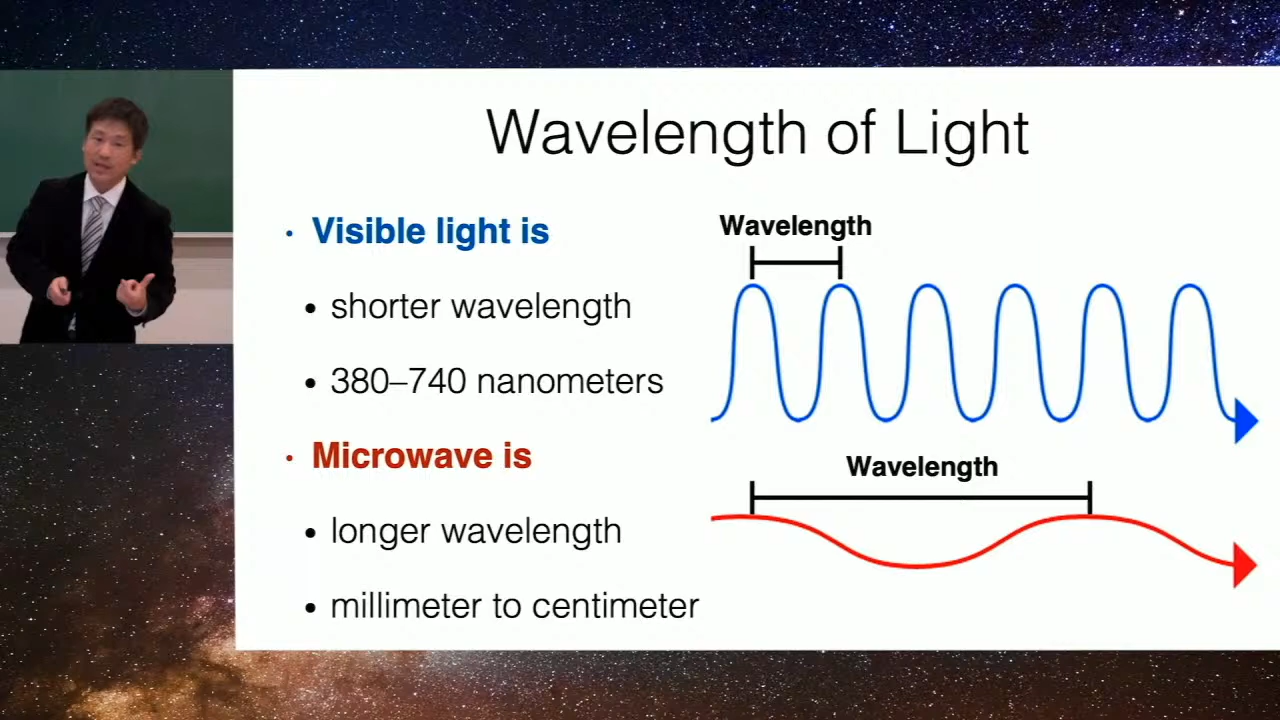 Wavelength of Light
• Visible light is
• shorter wavelength
• 380–740 nanometers
• Microwave is
• longer wavelength
• millimeter to centimeter
Wavelength
Wavelength